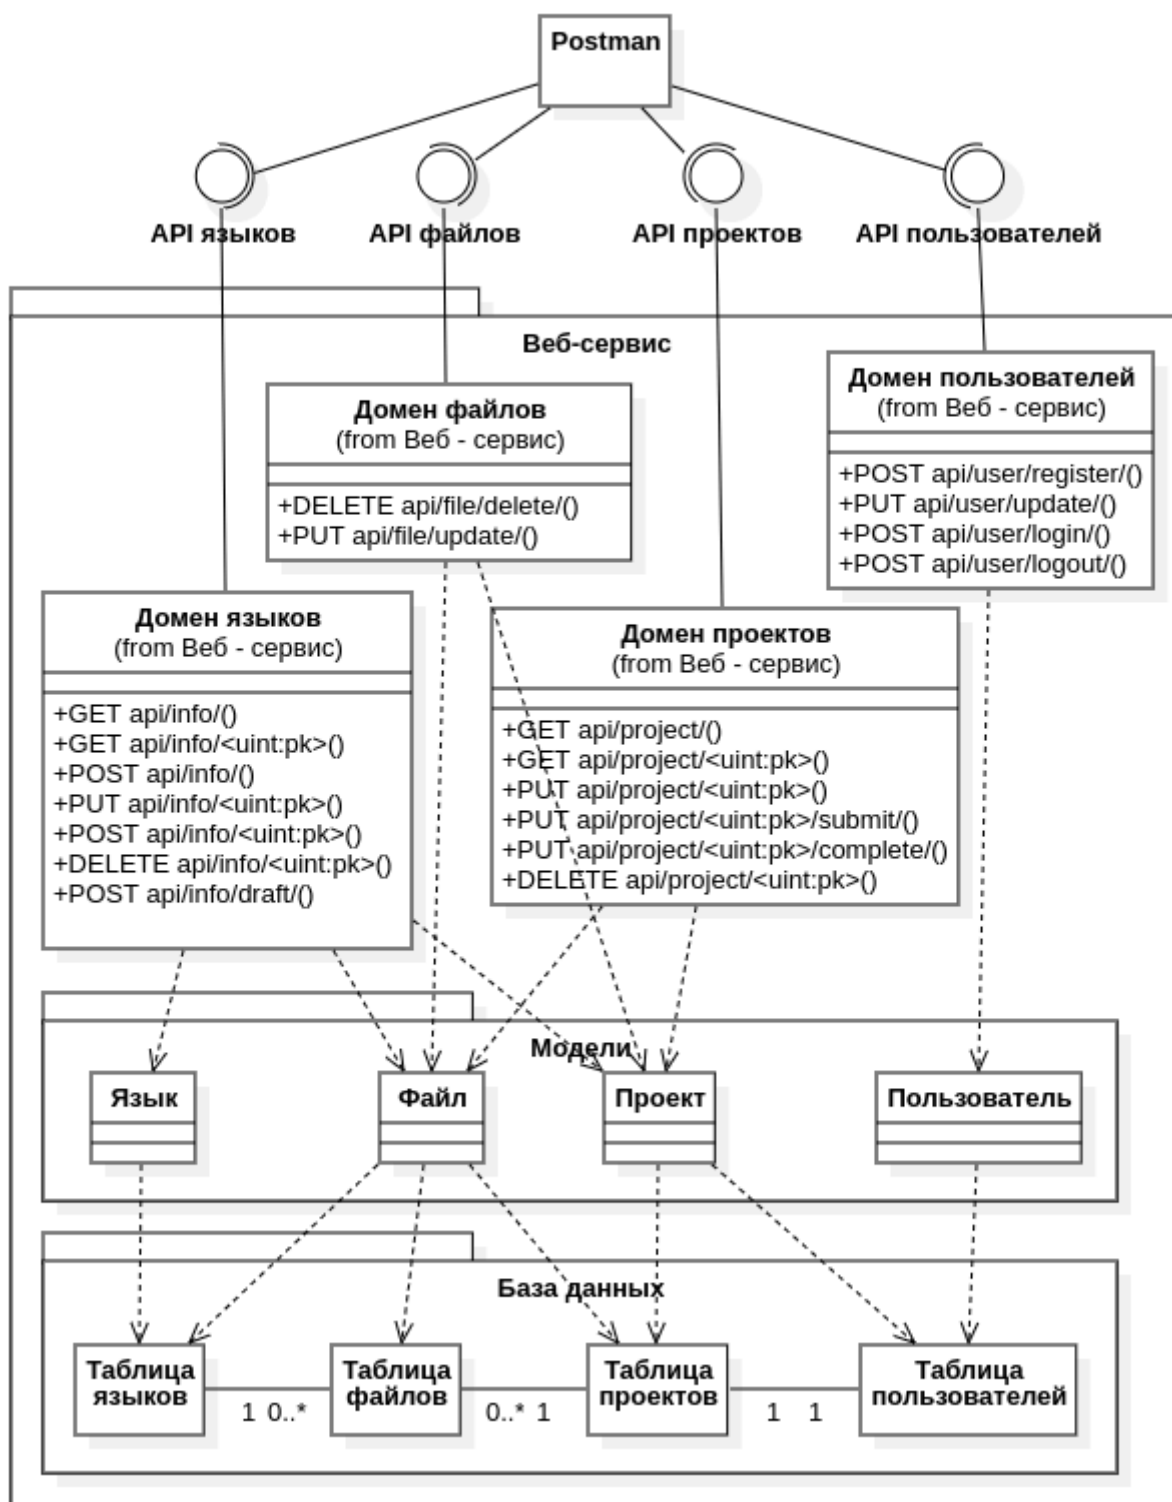 Postman
API языков
API файлов
API проектов
API пользователей
Веб-сервис
Домен пользователей
(from Веб - сервис)
+POST api/user/register/()
+PUT api/user/update/()
+POST api/user/login/()
+POST api/user/logout/()
Домен файлов
(from Веб - сервис)
+DELETE api/file/delete/()
+PUT api/file/update/()
Домен языков
(from Веб - сервис)
+GET api/info/()
+GET api/info/<uint:pk>()
+POST api/info/()
+PUT api/info/<uint:pk>()
+POST api/info/<uint:pk>()
+DELETE api/info/<uint:pk>()
+POST api/info/draft/()
Домен проектов
(from Веб - сервис)
+GET api/project/()
+GET api/project/<uint:pk>()
+PUT api/project/<uint:pk>()
+PUT api/project/<uint:pk>/submit/()
+PUT api/project/<uint:pk>/complete/()
+DELETE api/project/<uint:pk>()
Модели
Язык
Файл
Проект
Пользователь
База данных
Таблица
языков
Таблица
файлов
Таблица
проектов
Таблица
пользователей
1 0..*
0..* 1
1 1